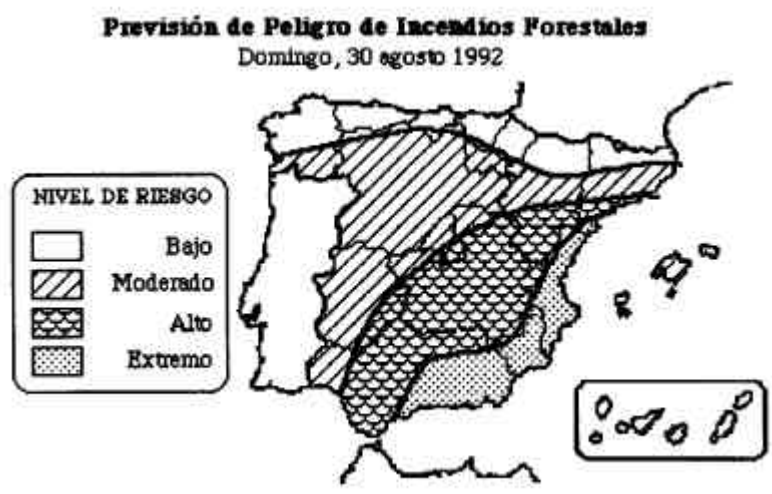 Previsión de Peligro de Incendios Forestales
Domingo, 30 agosto 1992
NIVEL DE RIESGO
Bajo
Moderado
Alto
Extremo